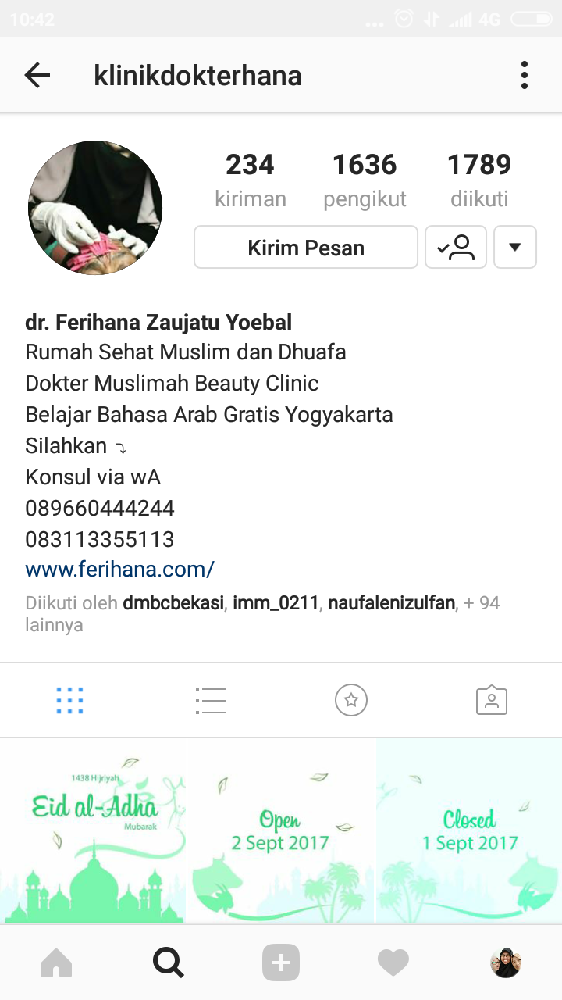 10:42
4G
klinikdokterhana
234 1636 1789
kiriman pengikut diikuti
Kirim Pesan
dr. Ferihana Zaujatu Yoebal
Rumah Sehat Muslim dan Dhuafa
Dokter Muslimah Beauty Clinic
Belajar Bahasa Arab Gratis Yogyakarta
Silahkan ⤵
Konsul via wA
089660444244
083113355113
www.ferihana.com/
Diikuti oleh dmbcbekasi, imm_0211, naufalenizulfan, + 94
lainnya
1438 Hijriyah
Eid al-Adha
Mubarak
Open
2 Sept 2017
Closed
1 Sept 2017